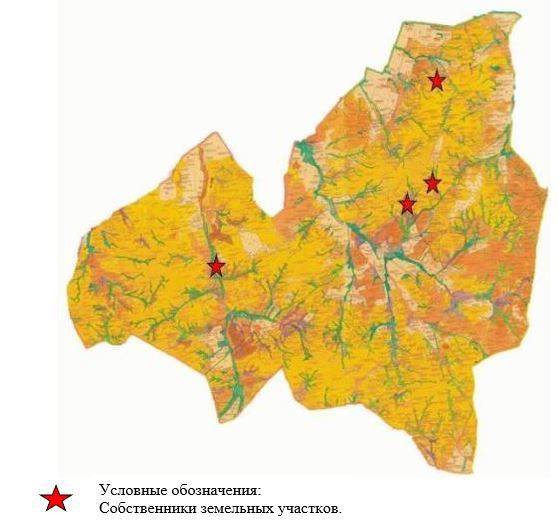 Условные обозначения:
Собственники земельных участков.